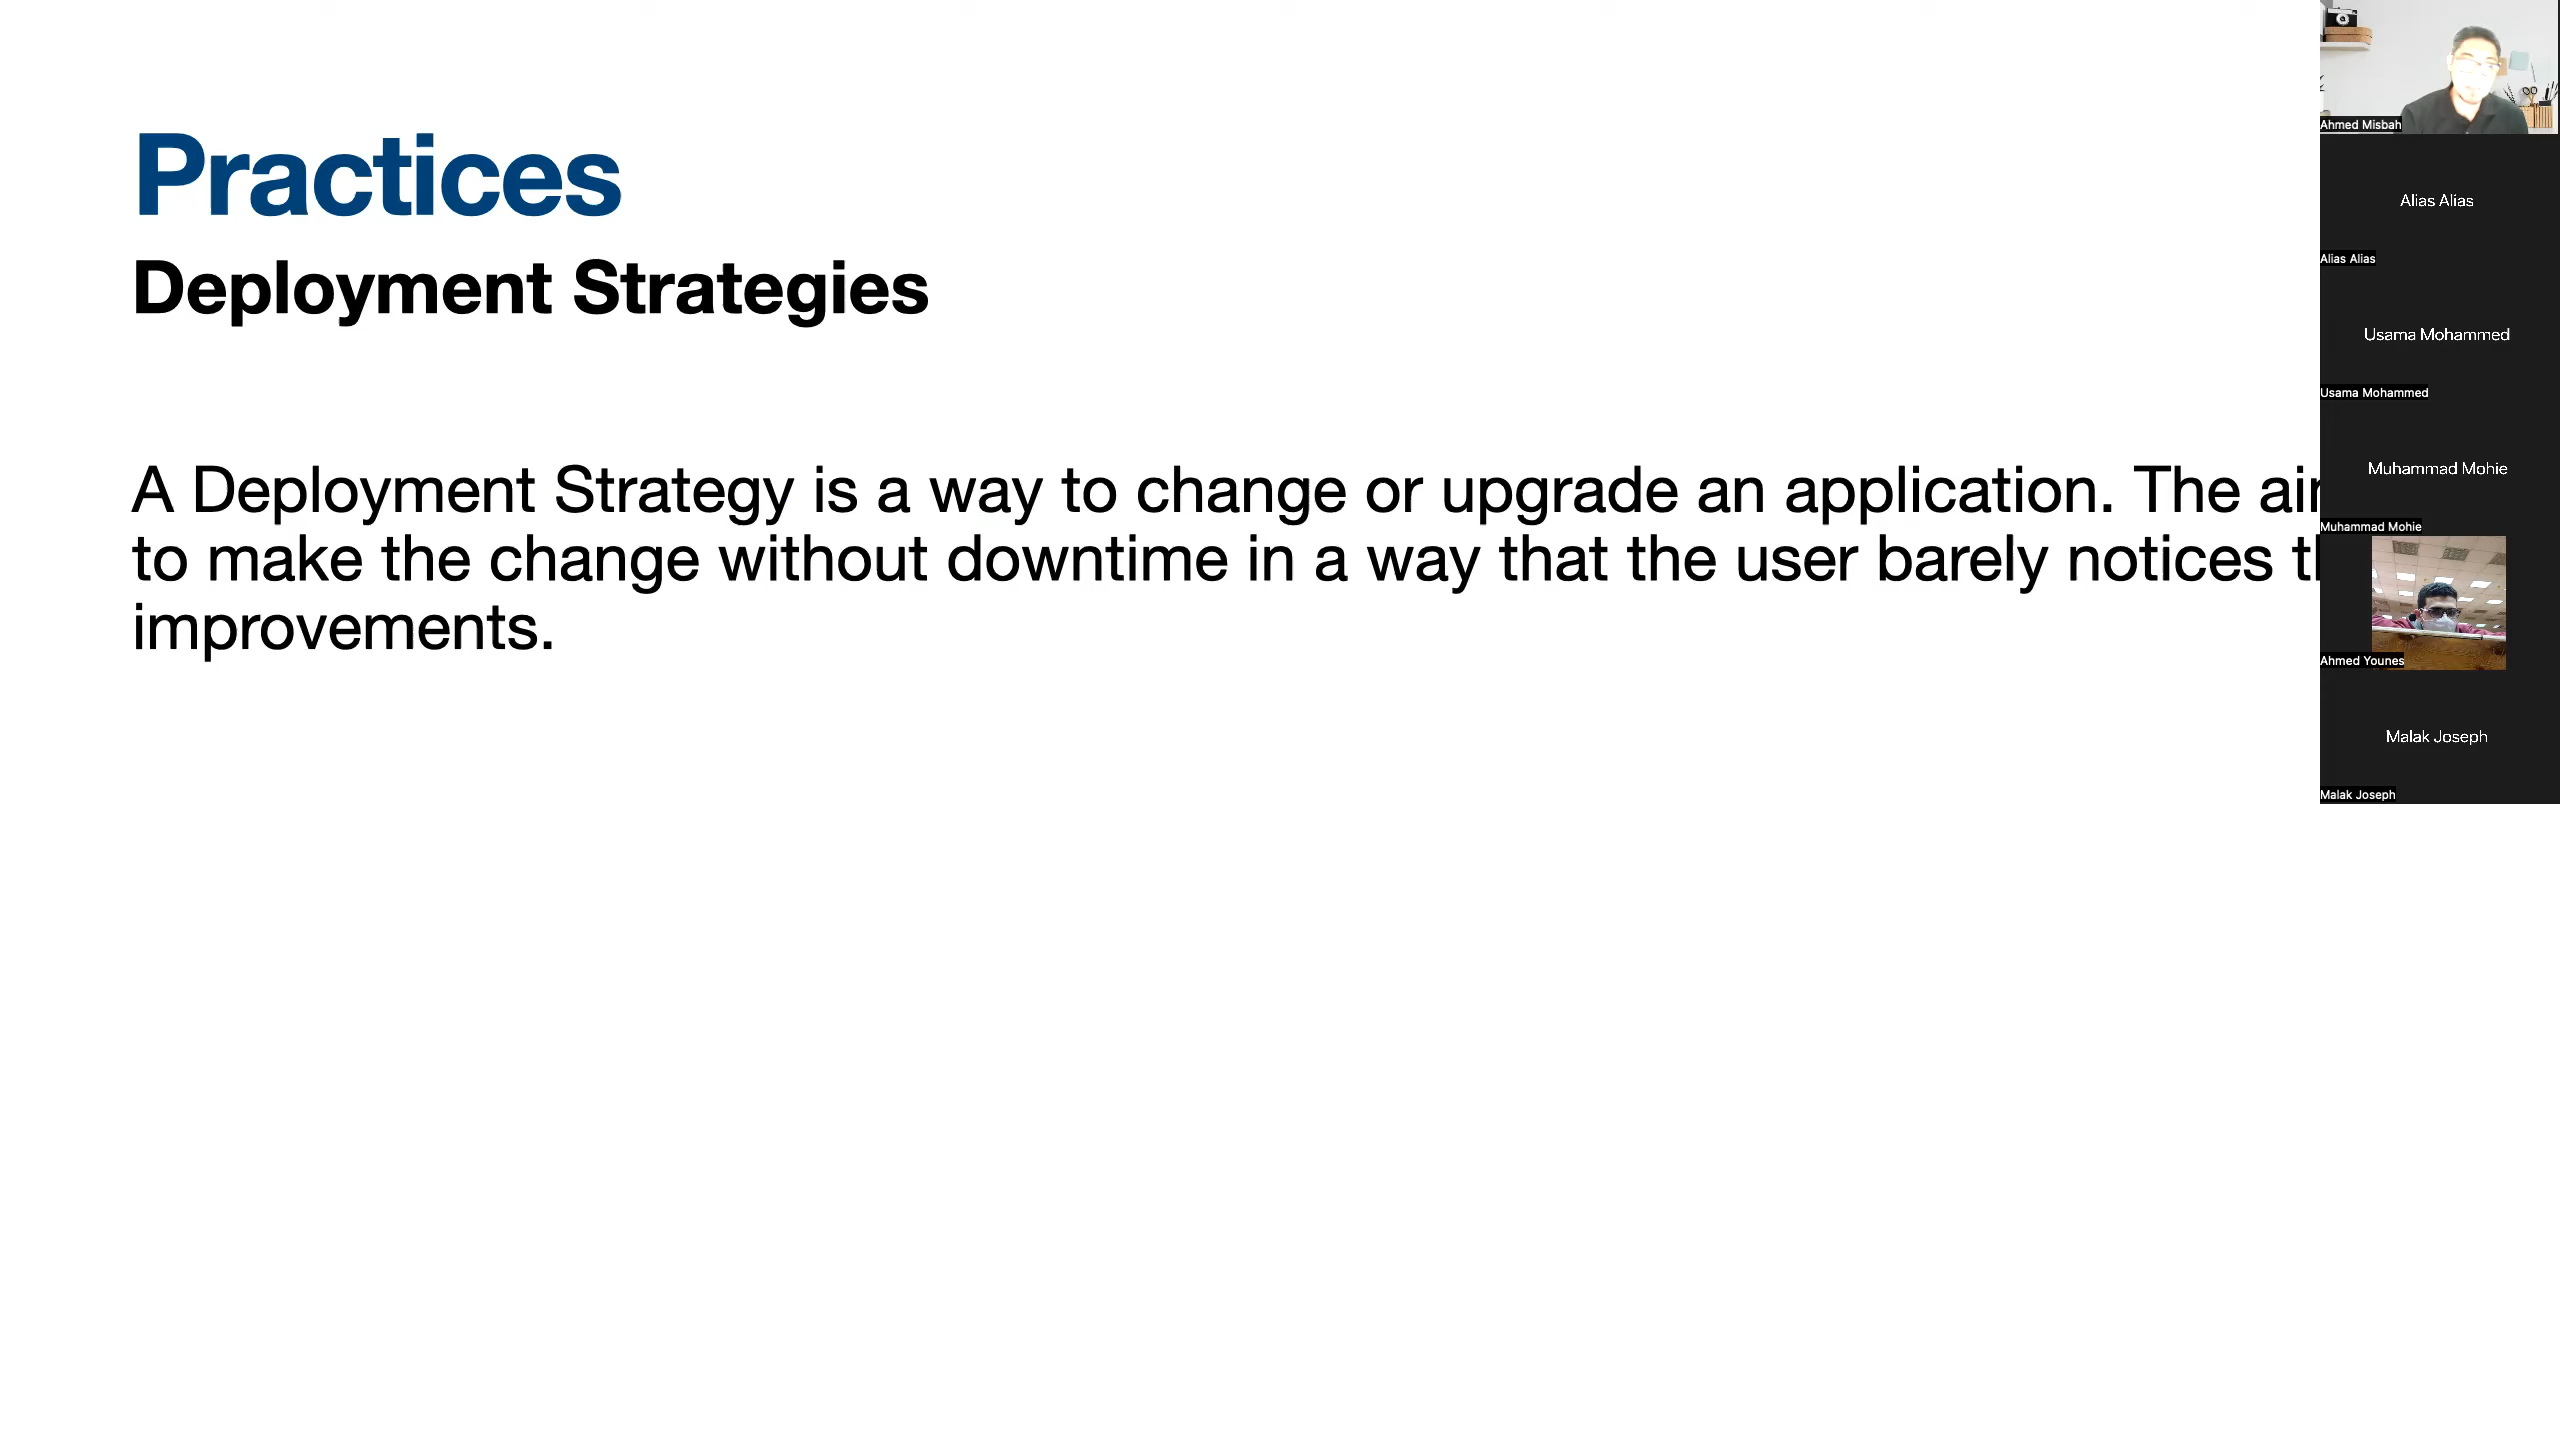 Practices
Deployment Strategies
A Deployment Strategy is a way to change or upgrade an application. The
to make the change without downtime in a way that the user barely notices
improvements.
Ahmed Misbah
Alias Alias
Alias Alias
Usama Mohammed
Usama Mohammed
Muhammad Mohie
Muhammad Mohie
Ahmed Younes
Malak Joseph
Malak Joseph